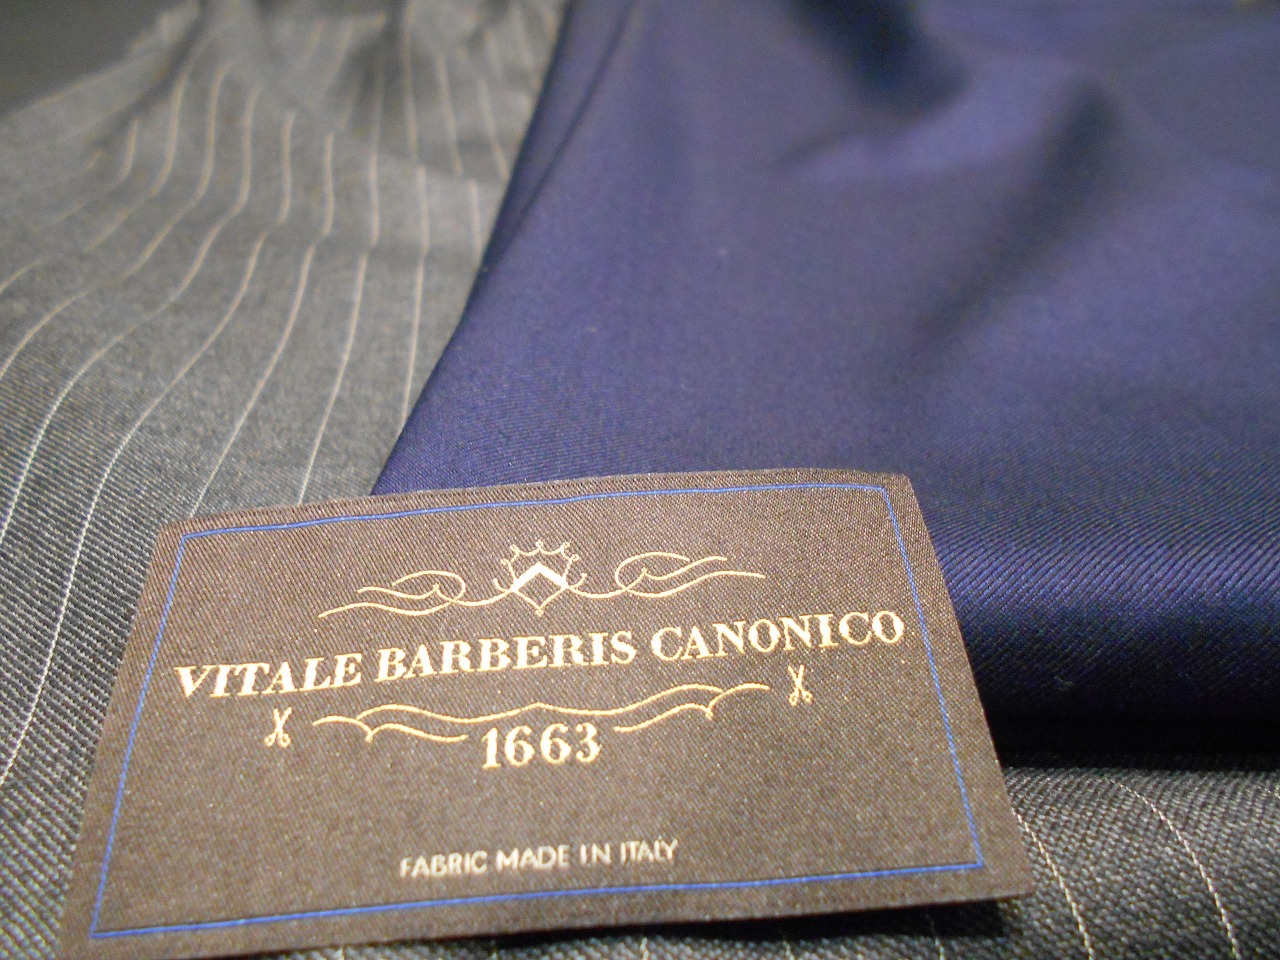 VITALE BARBERIS CANONICO
1663
FABRIC MADE IN ITALY